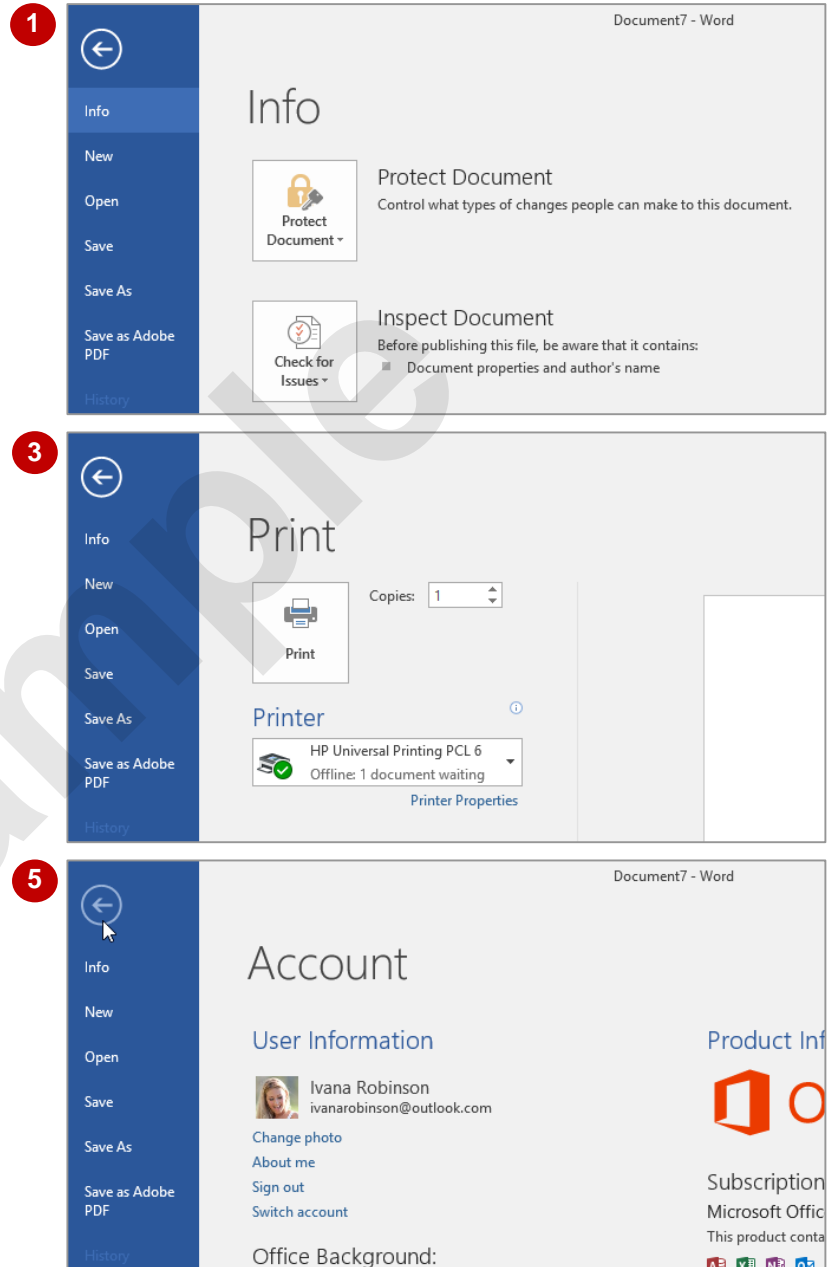 1
Document7 - Word
Info
Info
New
Open
Save
Save As
Save as Adobe
PDF
History
Protect
Document
Protect Document
Control what types of changes people can make to this document.
Check for
Issues
Inspect Document
Before publishing this file, be aware that it contains:
Document properties and author's name
3
Info
New
Open
Save
Save As
Save as Adobe
PDF
History
Print
Print
Copies: 1
Printer
HP Universal Printing PCL 6
Offline: 1 document waiting
Printer Properties
5
Document7 - Word
Info
New
Open
Save
Save As
Save as Adobe
PDF
History
Account
User Information
Ivana Robinson
ivanarobinson@outlook.com
Change photo
About me
Sign out
Switch account
Office Background:
Product Inf
O
Subscription
Microsoft Offic
This product conta
ample